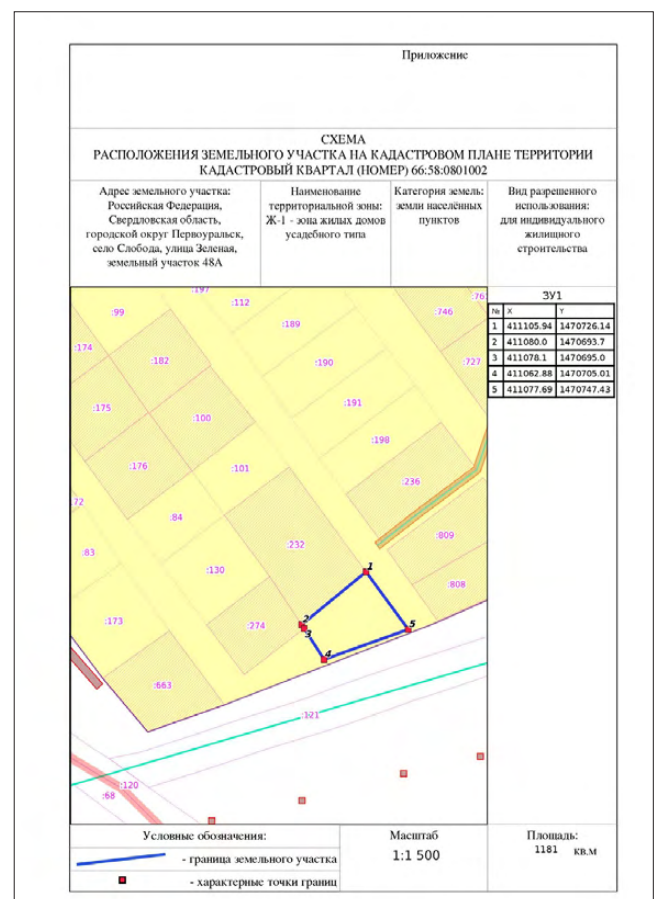 Приложение
СХЕМА
РАСПОЛОЖЕНИЯ ЗЕМЕЛЬНОГО УЧАСТКА НА КАДАСТРОВОМ ПЛАНЕ ТЕРРИТОРИИ
КАДАСТРОВЫЙ КВАРТАЛ (НОМЕР) 66:58:0801002
Адрес земельного участка:
Российская Федерация,
Свердловская область,
городской округ Первоуральск,
село Слобода, улица Зеленая,
земельный участок 48А
Наименование
территориальной зоны:
Ж-1 - зона жилых домов
усадебного типа
Категория земель:
земли населённых
пунктов
Вид разрешенного
использования:
для индивидуального
жилищного
строительства
:197
:112
:99
:189
:746
:76
:174
:182
:190
:727
:175
:100
:191
:176
:101
:198
:236
:72
:84
:232
:809
:83
:130
:808
:173
:274
:663
:121
:120
:68
1
2
3
4
5
ЗУ1
№ X Y
1 411105.94 1470726.14
2 411080.0 1470693.7
3 411078.1 1470695.0
4 411062.88 1470705.01
5 411077.69 1470747.43
Условные обозначения:
- граница земельного участка
- характерные точки границ
Масштаб
1:1 500
Площадь:
1181 кв.м